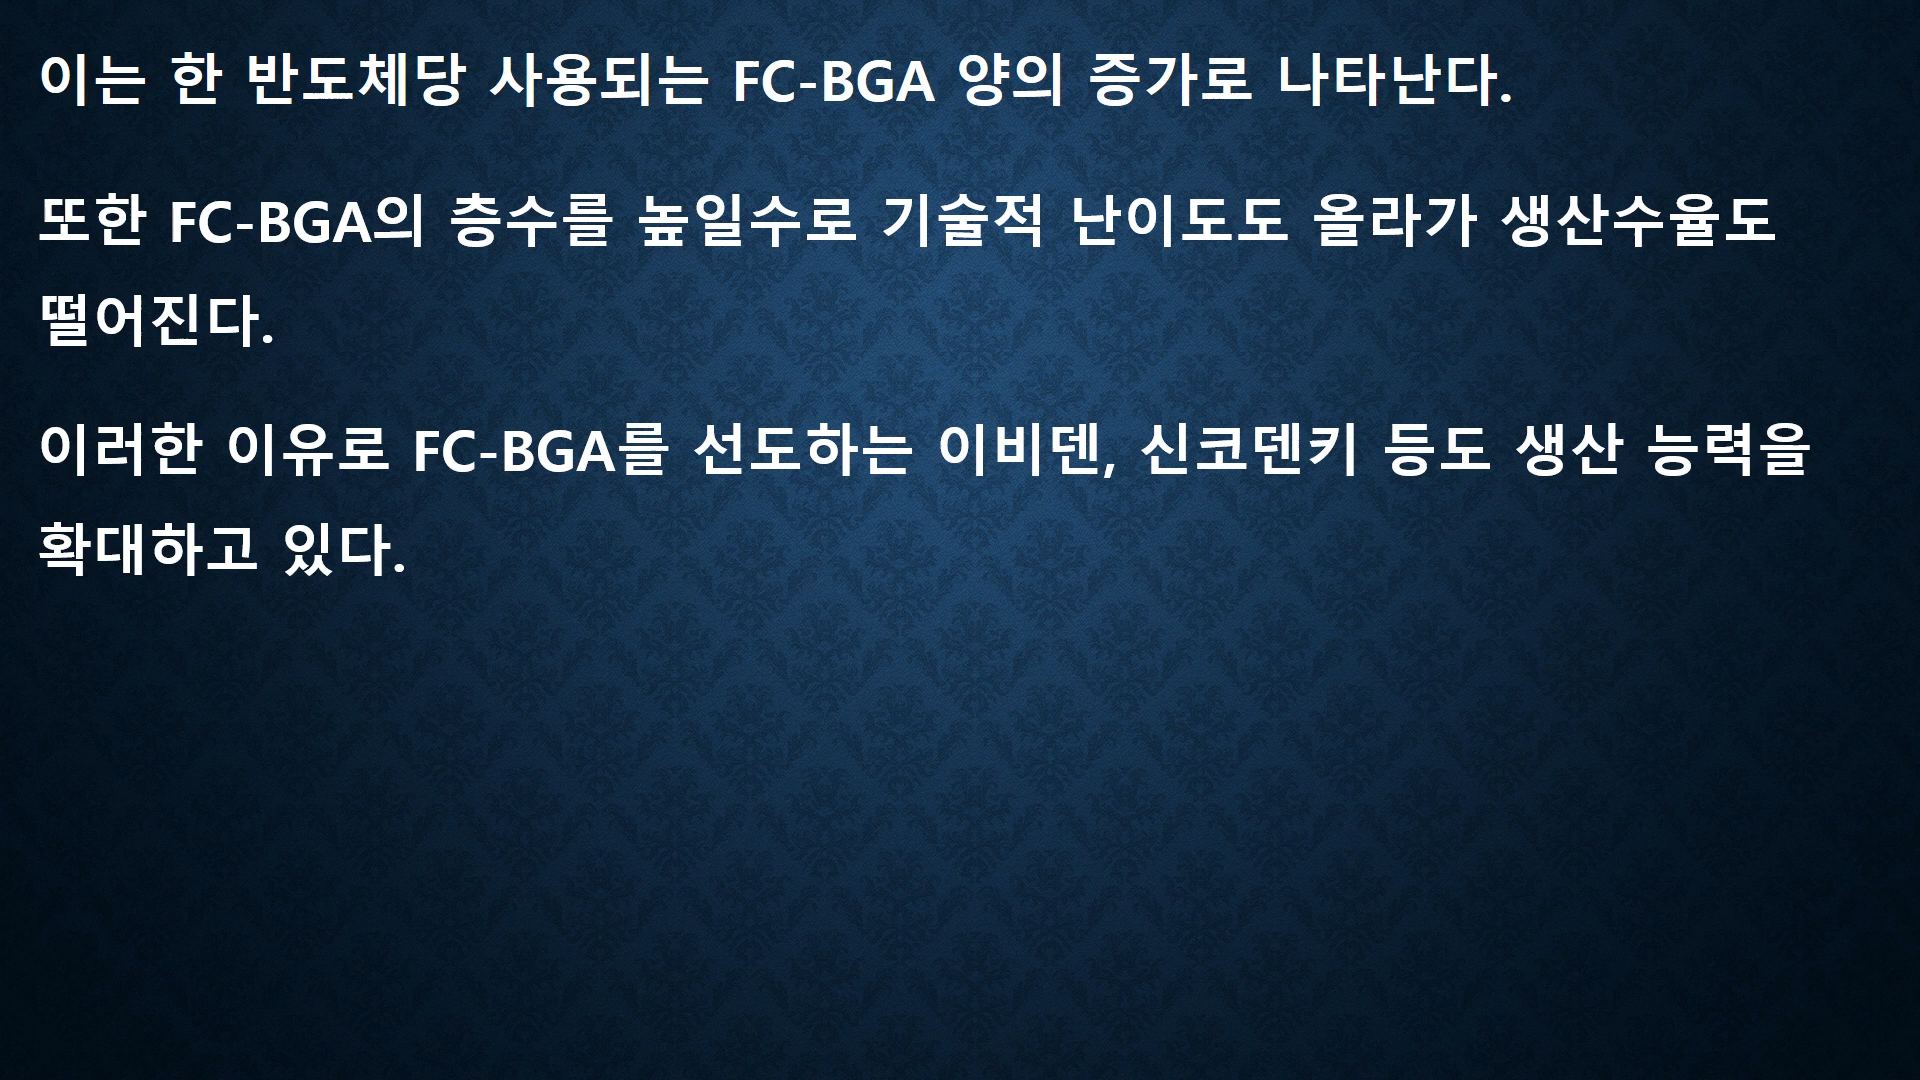 이는 한 반도체당 사용되는 FC-BGA 양의 증가로 나타난다.
또한 FC-BGA의 층수를 높일수로 기술적 난이도도 올라가 생산수율도
떨어진다.
이러한 이유로 FC-BGA를 선도하는 이비덴, 신코덴키 등도 생산 능력을
확대하고 있다.